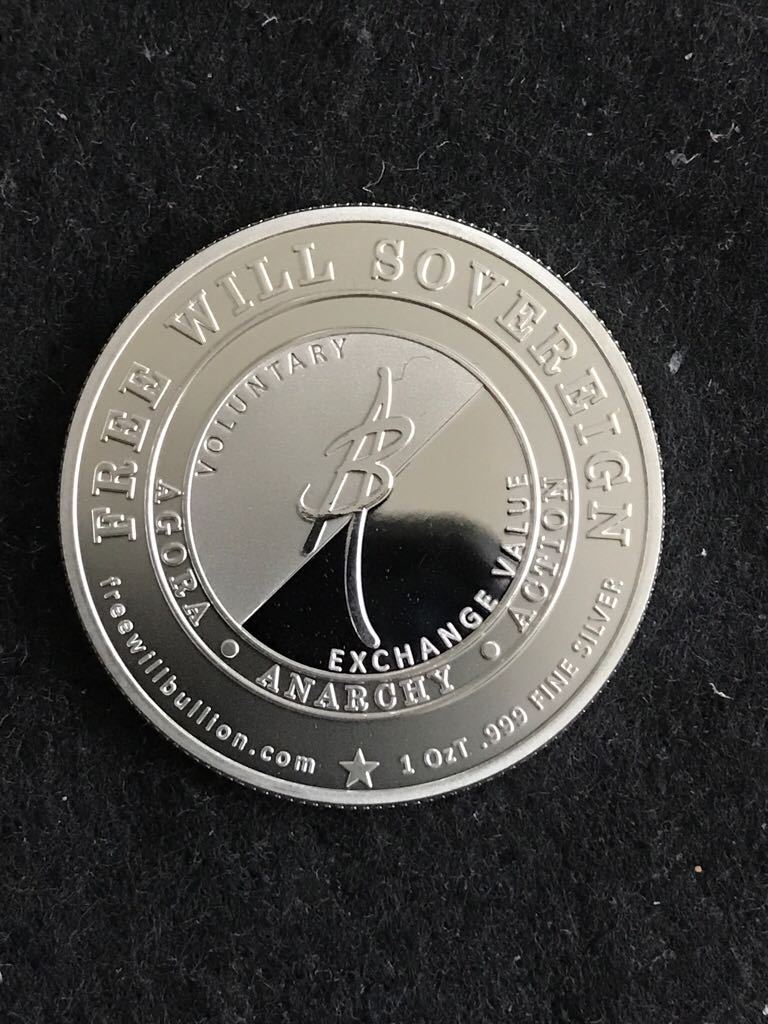 FREE WILL SOVEREIGN
VOLUNTARY
EXCHANGE VALUE
AGORA • ANARCHY • ACTION
freewillbullion.com ★ 1 OzT .999 FINE SILVER